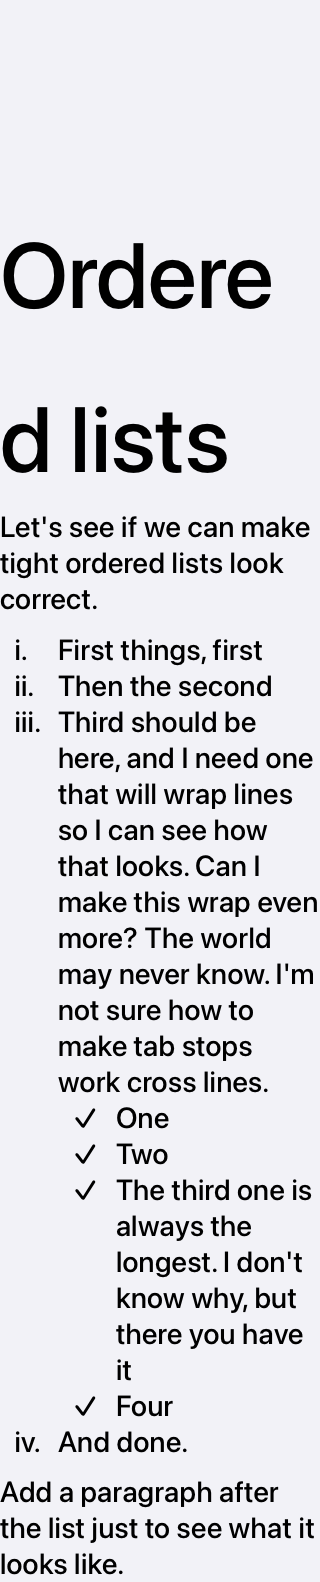 Ordere
d lists
Let's see if we can make
tight ordered lists look
correct.
i. First things, first
ii. Then the second
iii. Third should be
here, and I need one
that will wrap lines
so I can see how
that looks. Can I
make this wrap even
more? The world
may never know. I'm
not sure how to
make tab stops
work cross lines.
✓ One
✓ Two
✓ The third one is
always the
longest. I don't
know why, but
there you have
it
✓ Four
iv. And done.
Add a paragraph after
the list just to see what it
looks like.